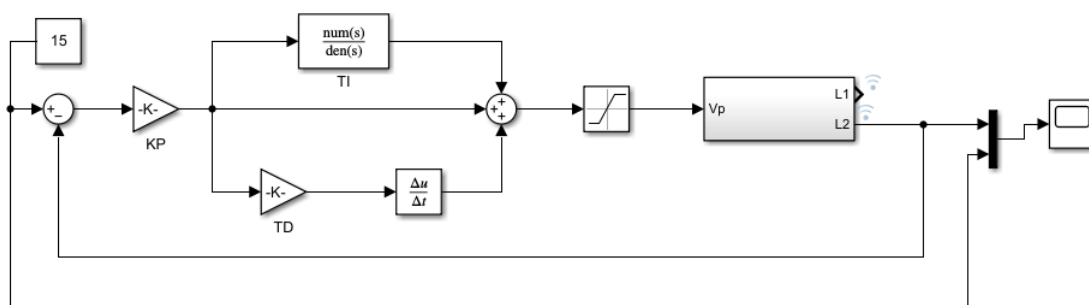 15
+
−
-K-
KP
num(s)
den(s)
TI
-K-
TD
Δu
Δt
+
+
+
Vp
L1
L2